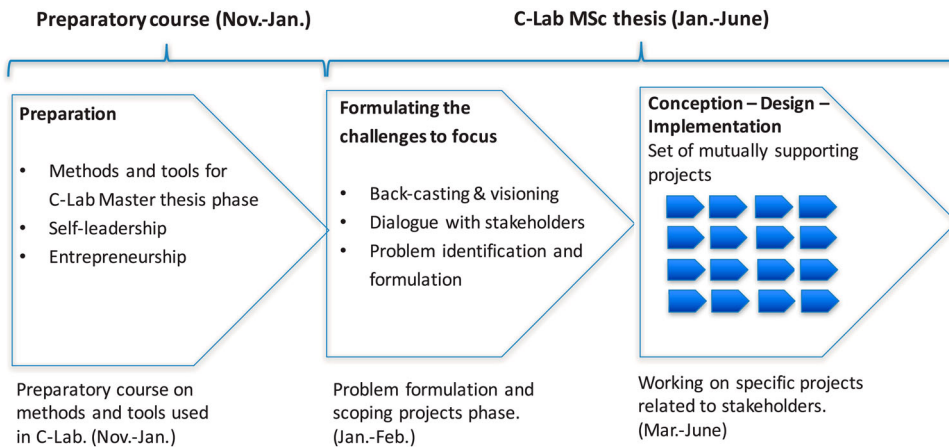 Preparatory course (Nov.-Jan.)
C-Lab MSc thesis (Jan.-June)
Preparation
• Methods and tools for
C-Lab Master thesis phase
• Self-leadership
• Entrepreneurship
Formulating the
challenges to focus
• Back-casting & visioning
• Dialogue with stakeholders
• Problem identification and
formulation
Conception – Design –
Implementation
Set of mutually supporting
projects
Preparatory course on
methods and tools used
in C-Lab. (Nov.-Jan.)
Problem formulation and
scoping projects phase.
(Jan.-Feb.)
Working on specific projects
related to stakeholders.
(Mar.-June)